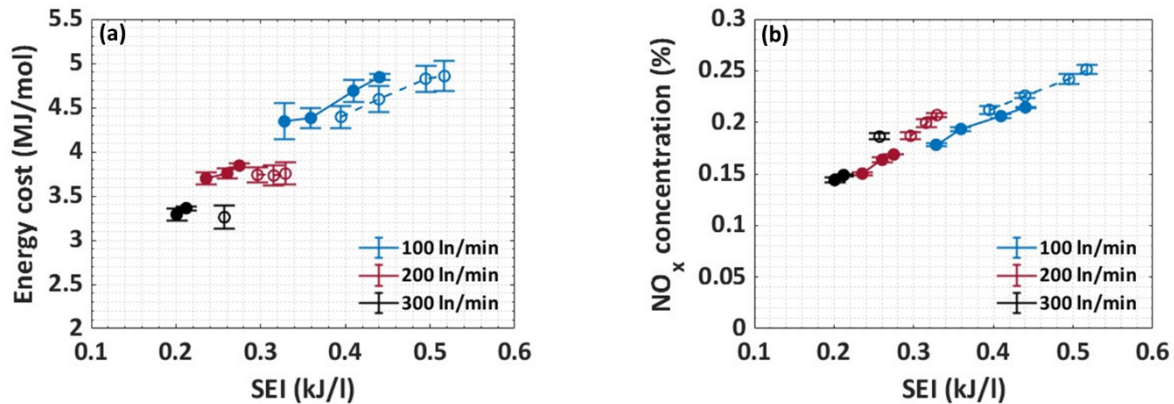 (a)
Energy cost (MJ/mol)
5.5
5
4.5
4
3.5
3
2.5
2
0.1 0.2 0.3 0.4 0.5 0.6
SEI (kJ/l)
100 ln/min
200 ln/min
300 ln/min
(b)
NOx concentration (%)
0.3
0.25
0.2
0.15
0.1
0.05
0
0.1 0.2 0.3 0.4 0.5 0.6
SEI (kJ/l)
100 ln/min
200 ln/min
300 ln/min